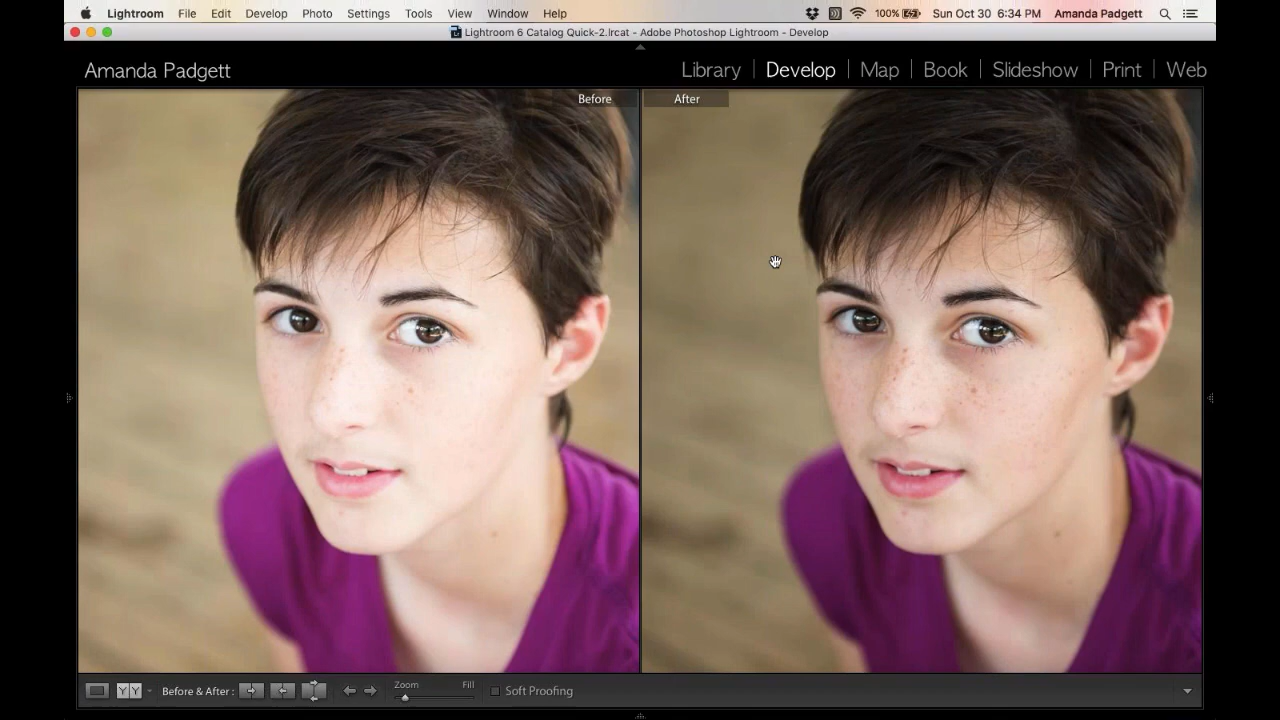 Lightroom File Edit Develop Photo Settings Tools View Window Help 100% Sun Oct 30 6:34 PM Amanda Padgett
Lightroom 6 Catalog Quick-2.lrcat - Adobe Photoshop Lightroom - Develop
Amanda Padgett Library Develop Map Book Slideshow Print Web
Before After
YY Before & After : Zoom Fill Soft Proofing